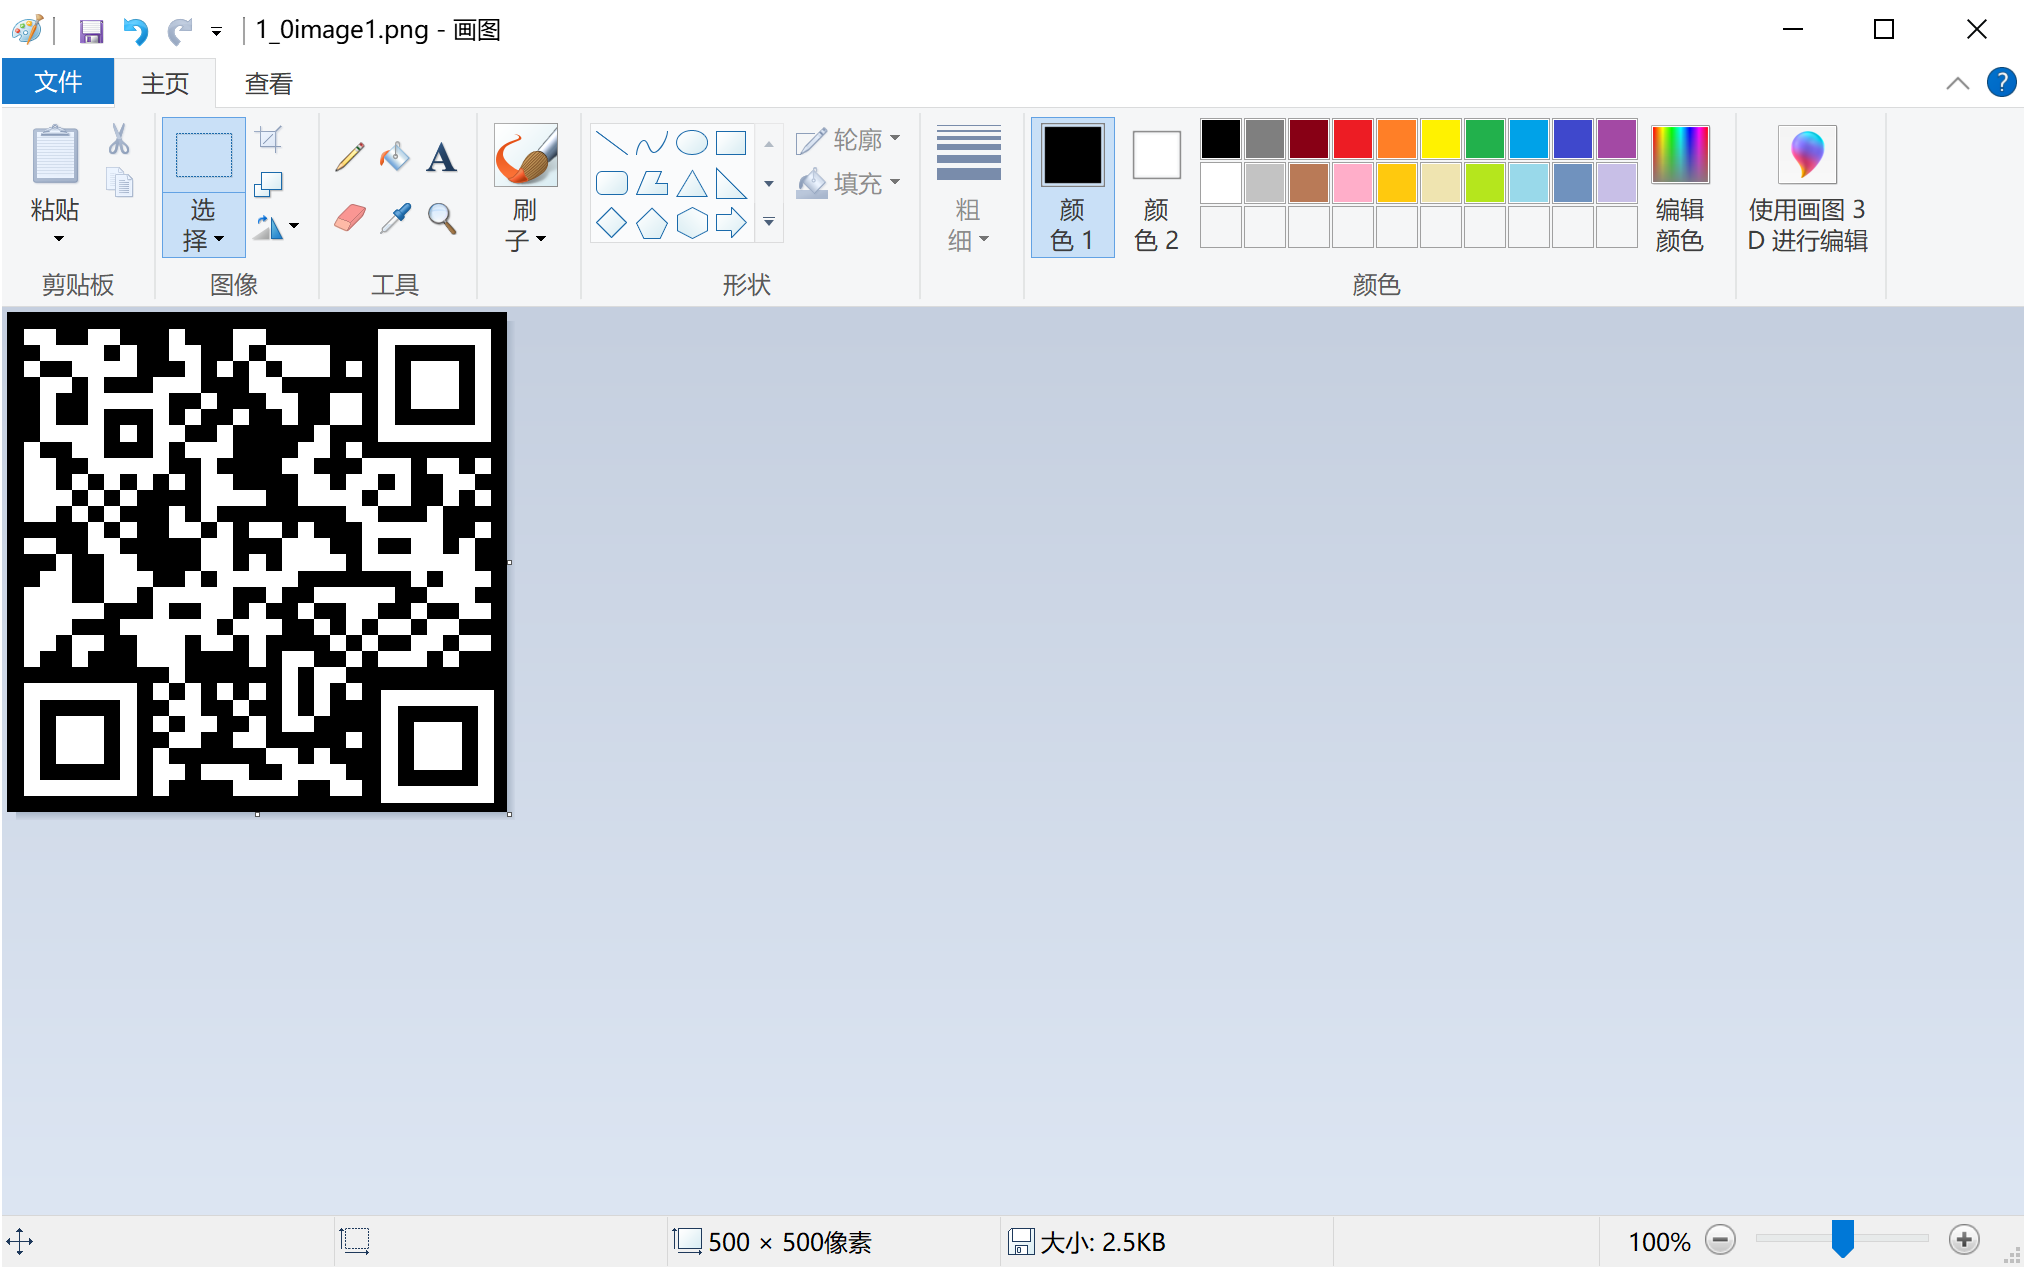 1_0image1.png - 画图
文件 主页 查看
粘贴
选
择
A
刷
子
轮廓
填充
粗
细
颜
色 1
颜
色 2
编辑
颜色
使用画图 3
D 进行编辑
剪贴板 图像 工具 形状 颜色
500 × 500像素
大小: 2.5KB
100%